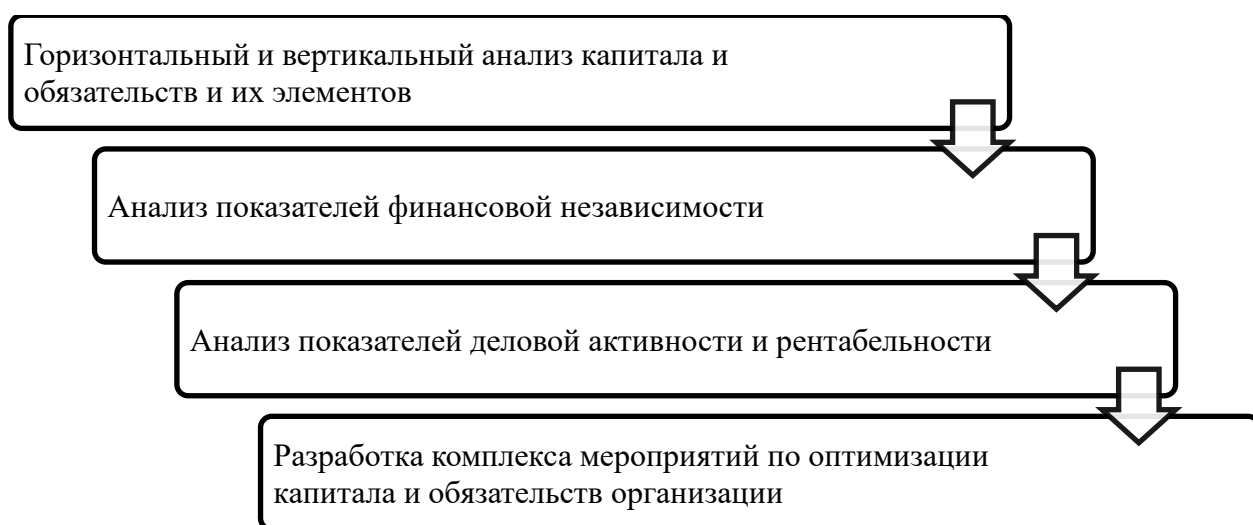 Горизонтальный и вертикальный анализ капитала и
обязательств и их элементов
Анализ показателей финансовой независимости
Анализ показателей деловой активности и рентабельности
Разработка комплекса мероприятий по оптимизации
капитала и обязательств организации